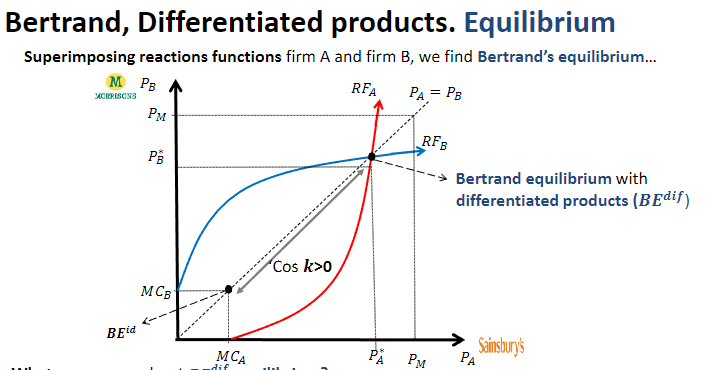 Bertrand, Differentiated products. Equilibrium
Superimposing reactions functions firm A and firm B, we find Bertrand's equilibrium...
M
MORRISONS
P_B
RF_A
P_A = P_B
P_M
RF_B
P_B^*
Bertrand equilibrium with
differentiated products (BE^{dif})
Cos k>0
MC_B
BE^{id}
MC_A
P_A^*
P_M
P_A
Sainsbury's